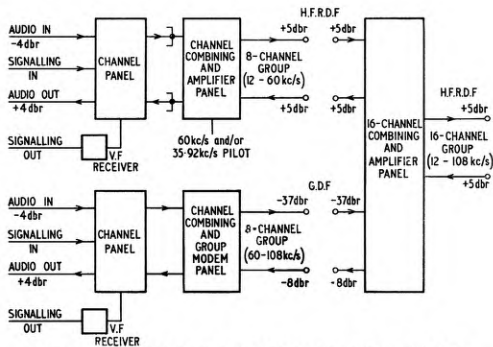 AUDIO IN
-4dbr
SIGNALLING
IN
AUDIO OUT
+4dbr
SIGNALLING
OUT
V.F
RECEIVER
CHANNEL
PANEL
CHANNEL
COMBINING
AND
AMPLIFIER
PANEL
60kc/s and/or
35·92kc/s PILOT
H.F.R.D.F
+5dbr
+5dbr
8-CHANNEL
GROUP
(12-60kc/s)
+5dbr
+5dbr
AUDIO IN
-4dbr
SIGNALLING
IN
AUDIO OUT
+4dbr
SIGNALLING
OUT
V.F
RECEIVER
CHANNEL
PANEL
CHANNEL
COMBINING
AND
GROUP
MODEM
PANEL
G.D.F
-37dbr
-37dbr
8-CHANNEL
GROUP
(60-108kc/s)
-8dbr
-8dbr
16-CHANNEL
COMBINING
AND
AMPLIFIER
PANEL
H.F.R.D.F
+5dbr
16-CHANNEL
GROUP
(12-108kc/s)
+5dbr